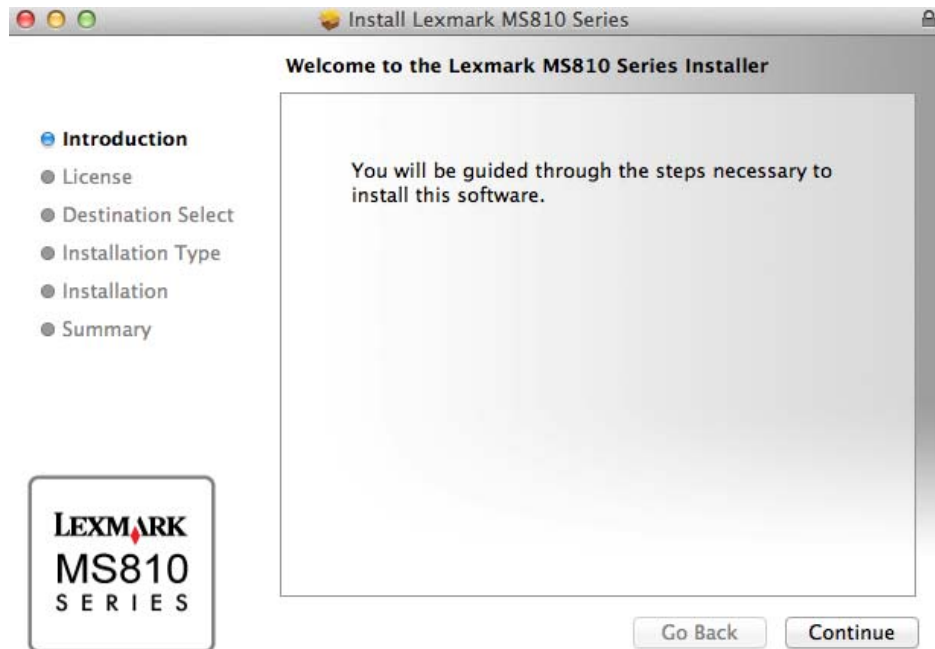 Install Lexmark MS810 Series
Welcome to the Lexmark MS810 Series Installer
Introduction
License
Destination Select
Installation Type
Installation
Summary
You will be guided through the steps necessary to
install this software.
LEXMARK
MS810
SERIES
Go Back
Continue